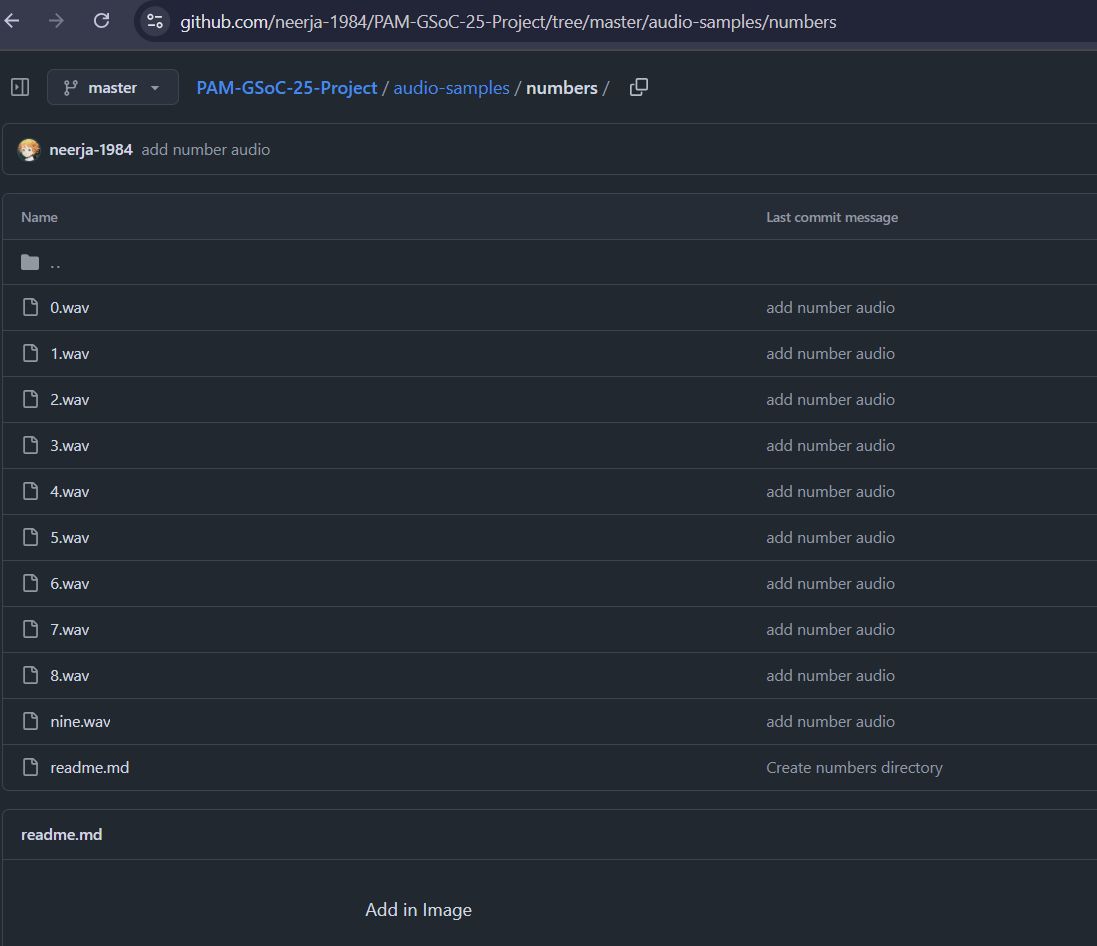 github.com/neerja-1984/PAM-GSoC-25-Project/tree/master/audio-samples/numbers
master PAM-GSoC-25-Project / audio-samples / numbers /
neerja-1984 add number audio
Name Last commit message
..
0.wav add number audio
1.wav add number audio
2.wav add number audio
3.wav add number audio
4.wav add number audio
5.wav add number audio
6.wav add number audio
7.wav add number audio
8.wav add number audio
nine.wav add number audio
readme.md Create numbers directory
readme.md
Add in Image